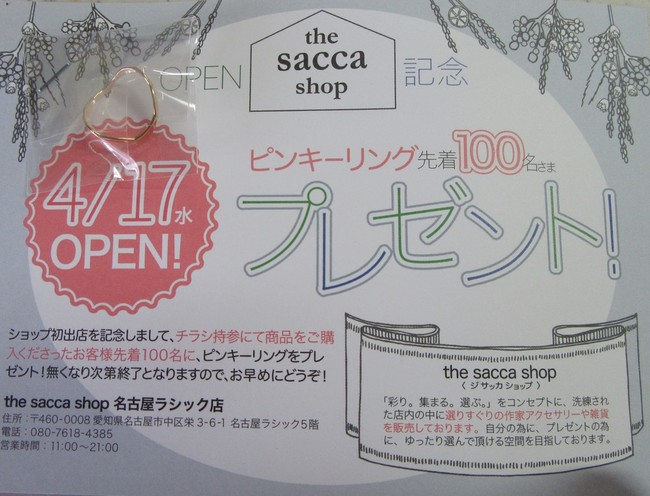 OPEN
the
sacca
shop
記念
ピンキーリング先着100名さま
プレゼント!
4/17水
OPEN!
ショップ初出店を記念しまして、チラシ持参にて商品をご購
入くださったお客様先着100名に、ピンキーリングをプレ
ゼント!無くなり次第終了となりますので、お早めにどうぞ!
the sacca shop 名古屋ラシック店
住所:〒460-0008 愛知県名古屋市中区栄 3-6-1 名古屋ラシック5階
電話:080-7618-4385
営業時間:11:00~21:00
the sacca shop
〈 ジ サッカ ショップ 〉
「彩り。集まる。選ぶ。」をコンセプトに、洗練され
た店内の中に選りすぐりの作家アクセサリーや雑貨
を販売しております。自分の為に、プレゼントの為
に、ゆったり選んで頂ける空間を目指しております。